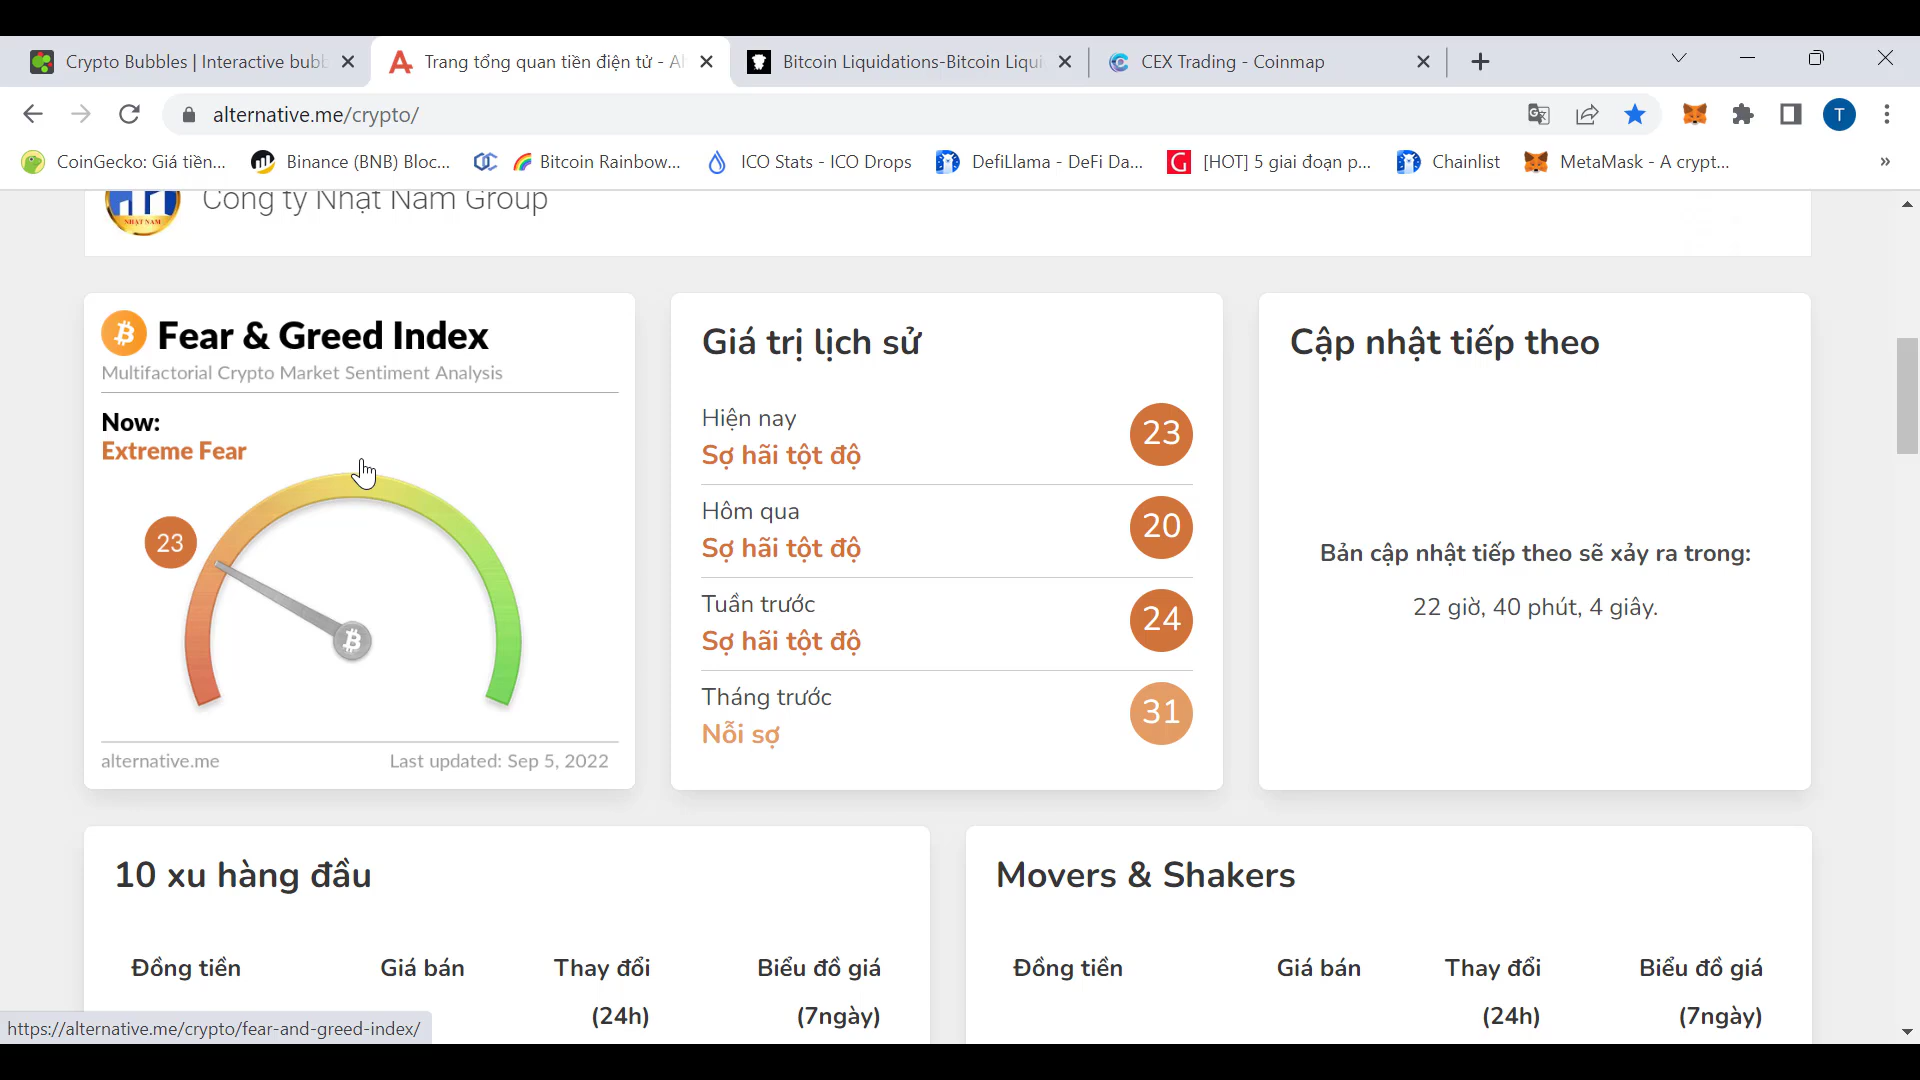 Crypto Bubbles | Interactive bubb
Trang tổng quan tiền điện tử - Al
Bitcoin Liquidations-Bitcoin Liqui
CEX Trading - Coinmap
alternative.me/crypto/
T
CoinGecko: Giá tiền...
Binance (BNB) Bloc...
Bitcoin Rainbow...
ICO Stats - ICO Drops
DefiLlama - DeFi Da...
[HOT] 5 giai đoạn p...
Chainlist
MetaMask - A crypt...
»
NHẬT NAM
Công ty Nhật Nam Group
Fear & Greed Index
Multifactorial Crypto Market Sentiment Analysis
Now:
Extreme Fear
23
alternative.me
Last updated: Sep 5, 2022
Giá trị lịch sử
Hiện nay
Sợ hãi tột độ
23
Hôm qua
Sợ hãi tột độ
20
Tuần trước
Sợ hãi tột độ
24
Tháng trước
Nỗi sợ
31
Cập nhật tiếp theo
Bản cập nhật tiếp theo sẽ xảy ra trong:
22 giờ, 40 phút, 4 giây.
10 xu hàng đầu
Đồng tiền
Giá bán
Thay đổi
(24h)
Biểu đồ giá
(7ngày)
Movers & Shakers
Đồng tiền
Giá bán
Thay đổi
(24h)
Biểu đồ giá
(7ngày)
https://alternative.me/crypto/fear-and-greed-index/